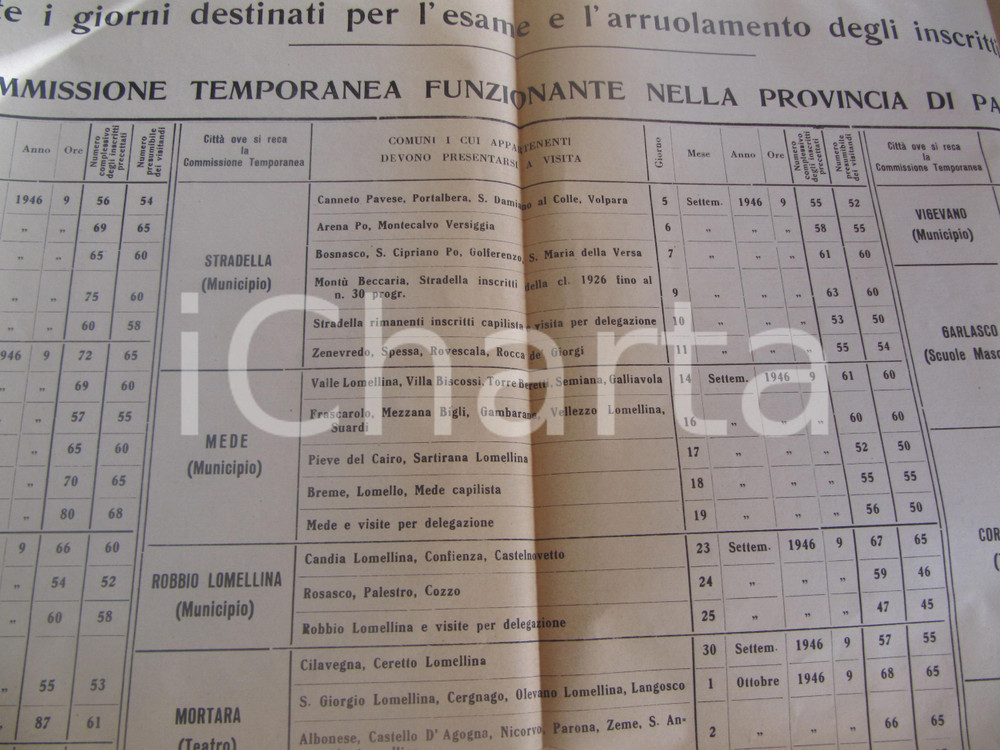 te i giorni destinati per l'esame e l'arruolamento degli inscritti
MMISSIONE TEMPORANEA FUNZIONANTE NELLA PROVINCIA DI PA
Anno Ore Numero complessivo degli inscritti precettati Numero presumibile dei visitandi
1946 9 56 54
„ „ 69 65
„ „ 65 60
„ „ 75 60
„ „ 60 58
946 9 72 65
„ „ 69 60
„ 57 55
„ 65 60
„ 70 65
„ 80 68
9 66 60
„ 54 52
„ 60 58
„ 55 53
„ 87 61
Città ove si reca
la
Commissione Temporanea
COMUNI I CUI APPARTENENTI
DEVONO PRESENTARSI A VISITA
Giorno Mese Anno Ore Numero complessivo degli inscritti precettati Numero presumibile dei visitandi
STRADELLA
(Municipio)
Canneto Pavese, Portalbera, S. Damiano al Colle, Volpara 5 Settem. 1946 9 55 52
Arena Po, Montecalvo Versiggia 6 „ „ „ 58 55
Bosnasco, S. Cipriano Po, Golferenzo, S. Maria della Versa 7 „ „ „ 61 60
Montù Beccaria, Stradella inscritti della cl. 1926 fino al
n. 30 progr. 9 „ „ „ 63 60
Stradella rimanenti inscritti capilista - visita per delegazione 10 „ „ „ 53 50
Zenevredo, Spessa, Rovescala, Rocca de' Giorgi 11 „ „ „ 55 54
MEDE
(Municipio)
Valle Lomellina, Villa Biscossi, Torre Beretti, Semiana, Galliavola 14 Settem. 1946 9 61 60
Frascarolo, Mezzana Bigli, Gambarana, Vellezzo Lomellina,
Suardi 16 „ „ „ 60 60
Pieve del Cairo, Sartirana Lomellina 17 „ „ „ 52 50
Breme, Lomello, Mede capilista 18 „ „ „ 55 55
Mede e visite per delegazione 19 „ „ „ 56 50
ROBBIO LOMELLINA
(Municipio)
Candia Lomellina, Confienza, Castelnovetto 23 Settem. 1946 9 67 65
Rosasco, Palestro, Cozzo 24 „ „ „ 59 46
Robbio Lomellina e visite per delegazione 25 „ „ „ 47 45
MORTARA
(Teatro)
Cilavegna, Ceretto Lomellina 30 Settem. 1946 9 57 55
S. Giorgio Lomellina, Cergnago, Olevano Lomellina, Langosco 1 Ottobre 1946 9 68 65
Albonese, Castello D'Agogna, Nicorvo, Parona, Zeme, S. An- 2 „ „ „ 66 65
Città ove si reca
la
Commissione Temporanea
VIGEVANO
(Municipio)
GARLASCO
(Scuole Masc
COR
(
iCharta